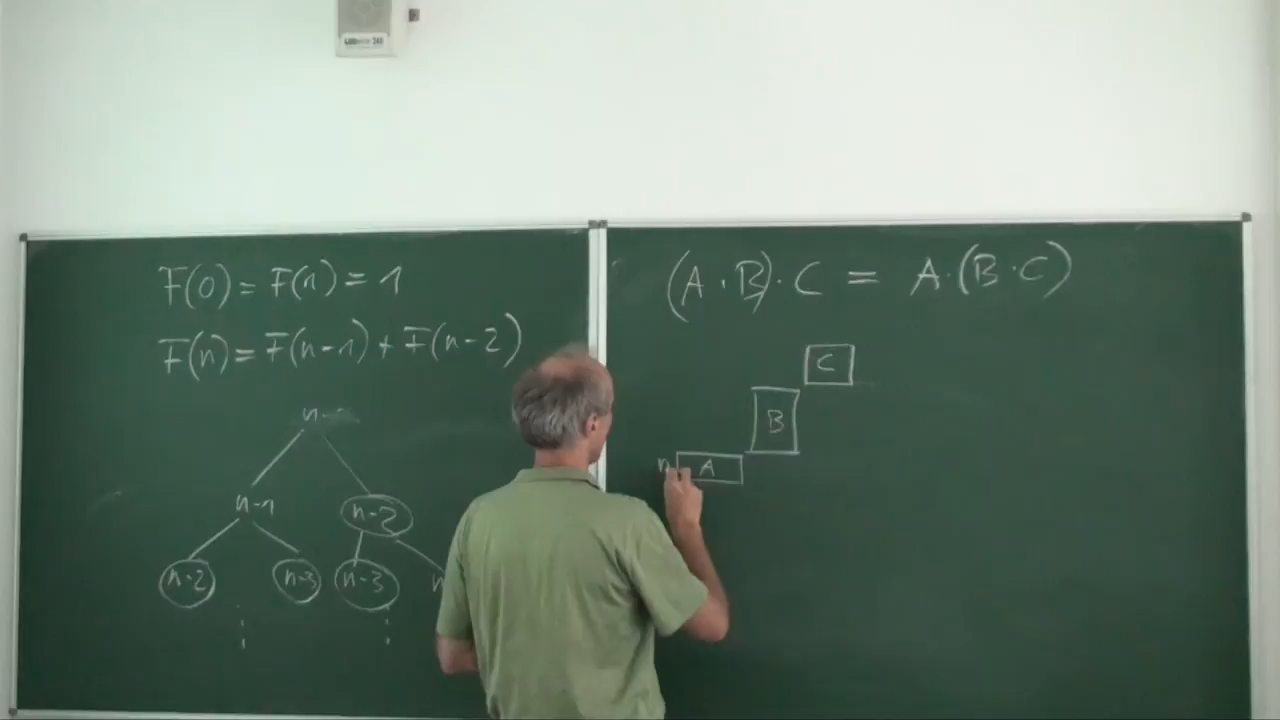 F(0) = F(1) = 1
F(n) = F(n-1) + F(n-2)
n
n-1 n-2
n-2 n-3 n-3 n
(A · B) · C = A · (B · C)
C
B
n A